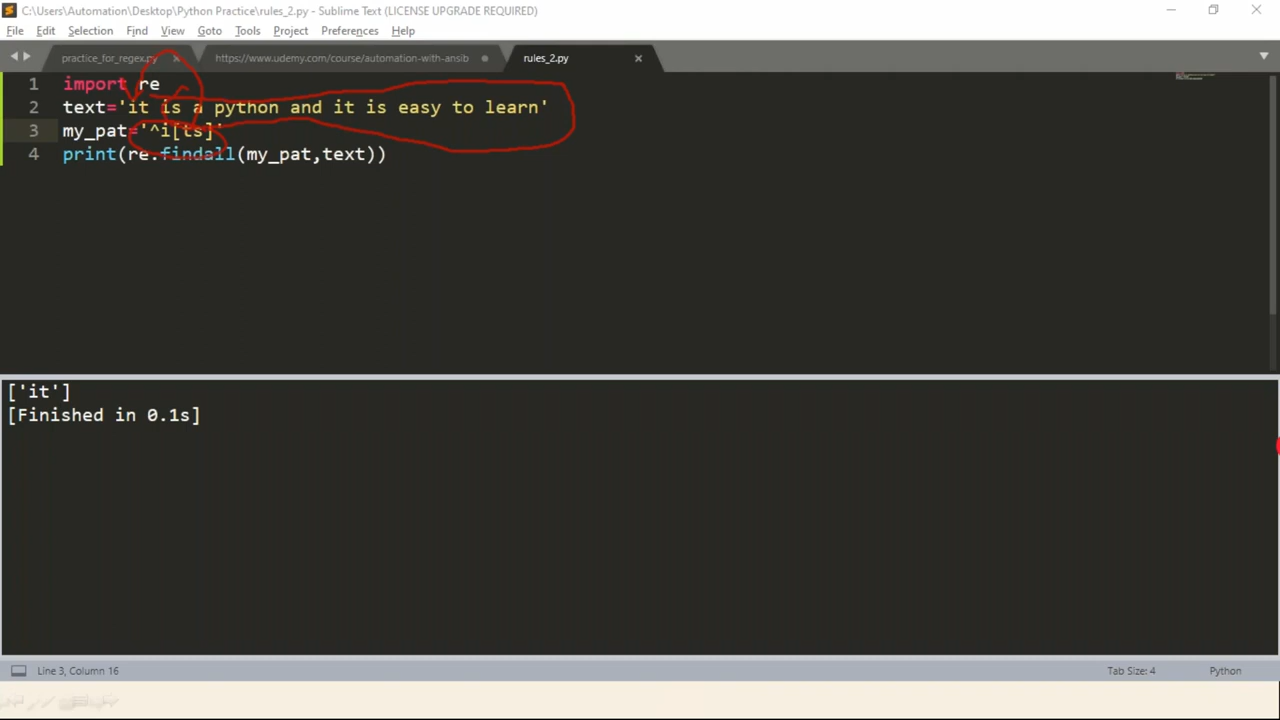 C:\Users\Automation\Desktop\Python Practice\rules_2.py - Sublime Text (LICENSE UPGRADE REQUIRED)
File Edit Selection Find View Goto Tools Project Preferences Help
practice_for_regex.py https://www.udemy.com/course/automation-with-ansib rules_2.py
1 import re
2 text='it is a python and it is easy to learn'
3 my_pat='^i[ts]'
4 print(re.findall(my_pat,text))
['it']
[Finished in 0.1s]
Line 3, Column 16 Tab Size: 4 Python